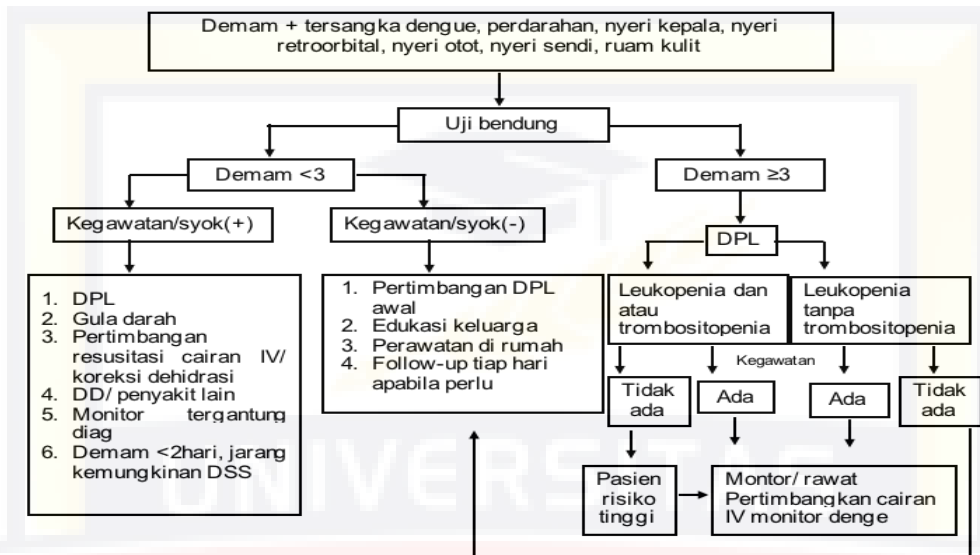 Demam + tersangka dengue, perdarahan, nyeri kepala, nyeri
retroorbital, nyeri otot, nyeri sendi, ruam kulit
Uji bendung
Demam <3
Demam ≥3
Kegawatan/syok(+)
Kegawatan/syok(-)
DPL
1. DPL
2. Gula darah
3. Pertimbangan
resusitasi cairan IV/
koreksi dehidrasi
4. DD/ penyakit lain
5. Monitor tergantung
diag
6. Demam <2hari, jarang
kemungkinan DSS
1. Pertimbangan DPL
awal
2. Edukasi keluarga
3. Perawatan di rumah
4. Follow-up tiap hari
apabila perlu
Leukopenia dan
atau
trombositopenia
Leukopenia
tanpa
trombositopenia
Kegawatan
Tidak
ada
Ada
Ada
Tidak
ada
Pasien
risiko
tinggi
Montor/ rawat
Pertimbangkan cairan
IV monitor denge
UNIVERSITAS